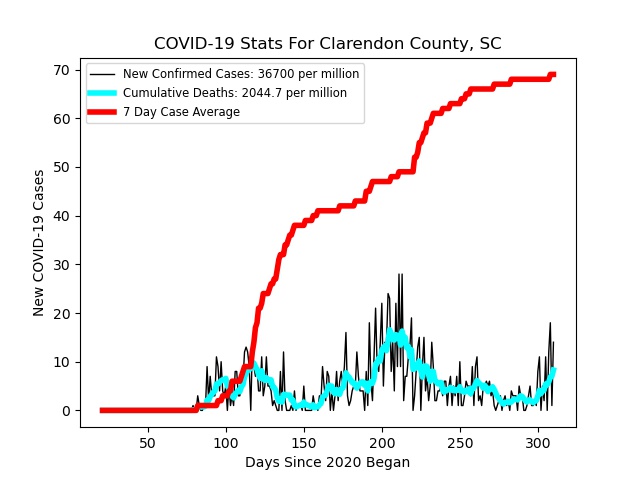 COVID-19 Stats For Clarendon County, SC
New Confirmed Cases: 36700 per million
Cumulative Deaths: 2044.7 per million
7 Day Case Average
New COVID-19 Cases
70
60
50
40
30
20
10
0
50 100 150 200 250 300
Days Since 2020 Began